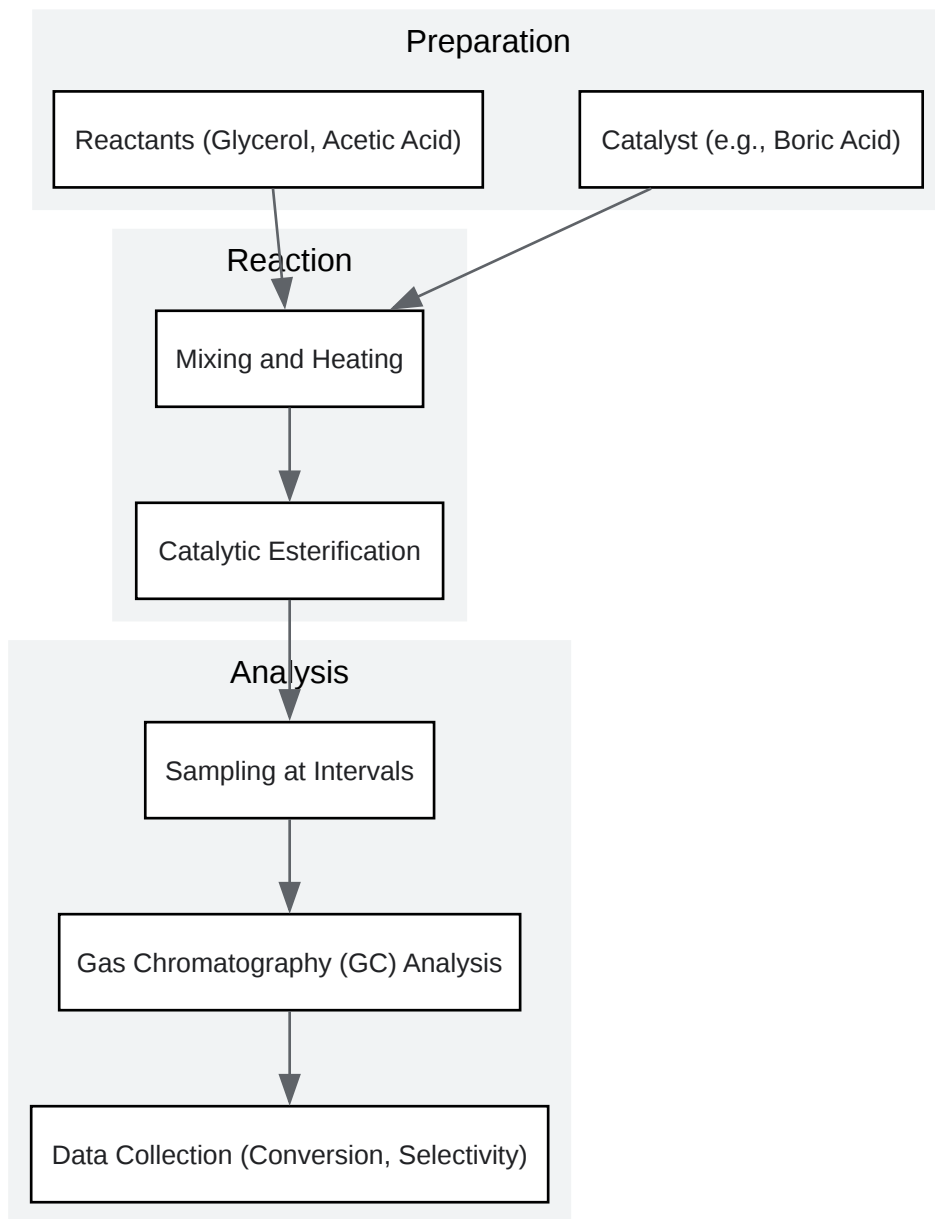 Preparation
Reactants (Glycerol, Acetic Acid)
Catalyst (e.g., Boric Acid)
Reaction
Mixing and Heating
Catalytic Esterification
Analysis
Sampling at Intervals
Gas Chromatography (GC) Analysis
Data Collection (Conversion, Selectivity)